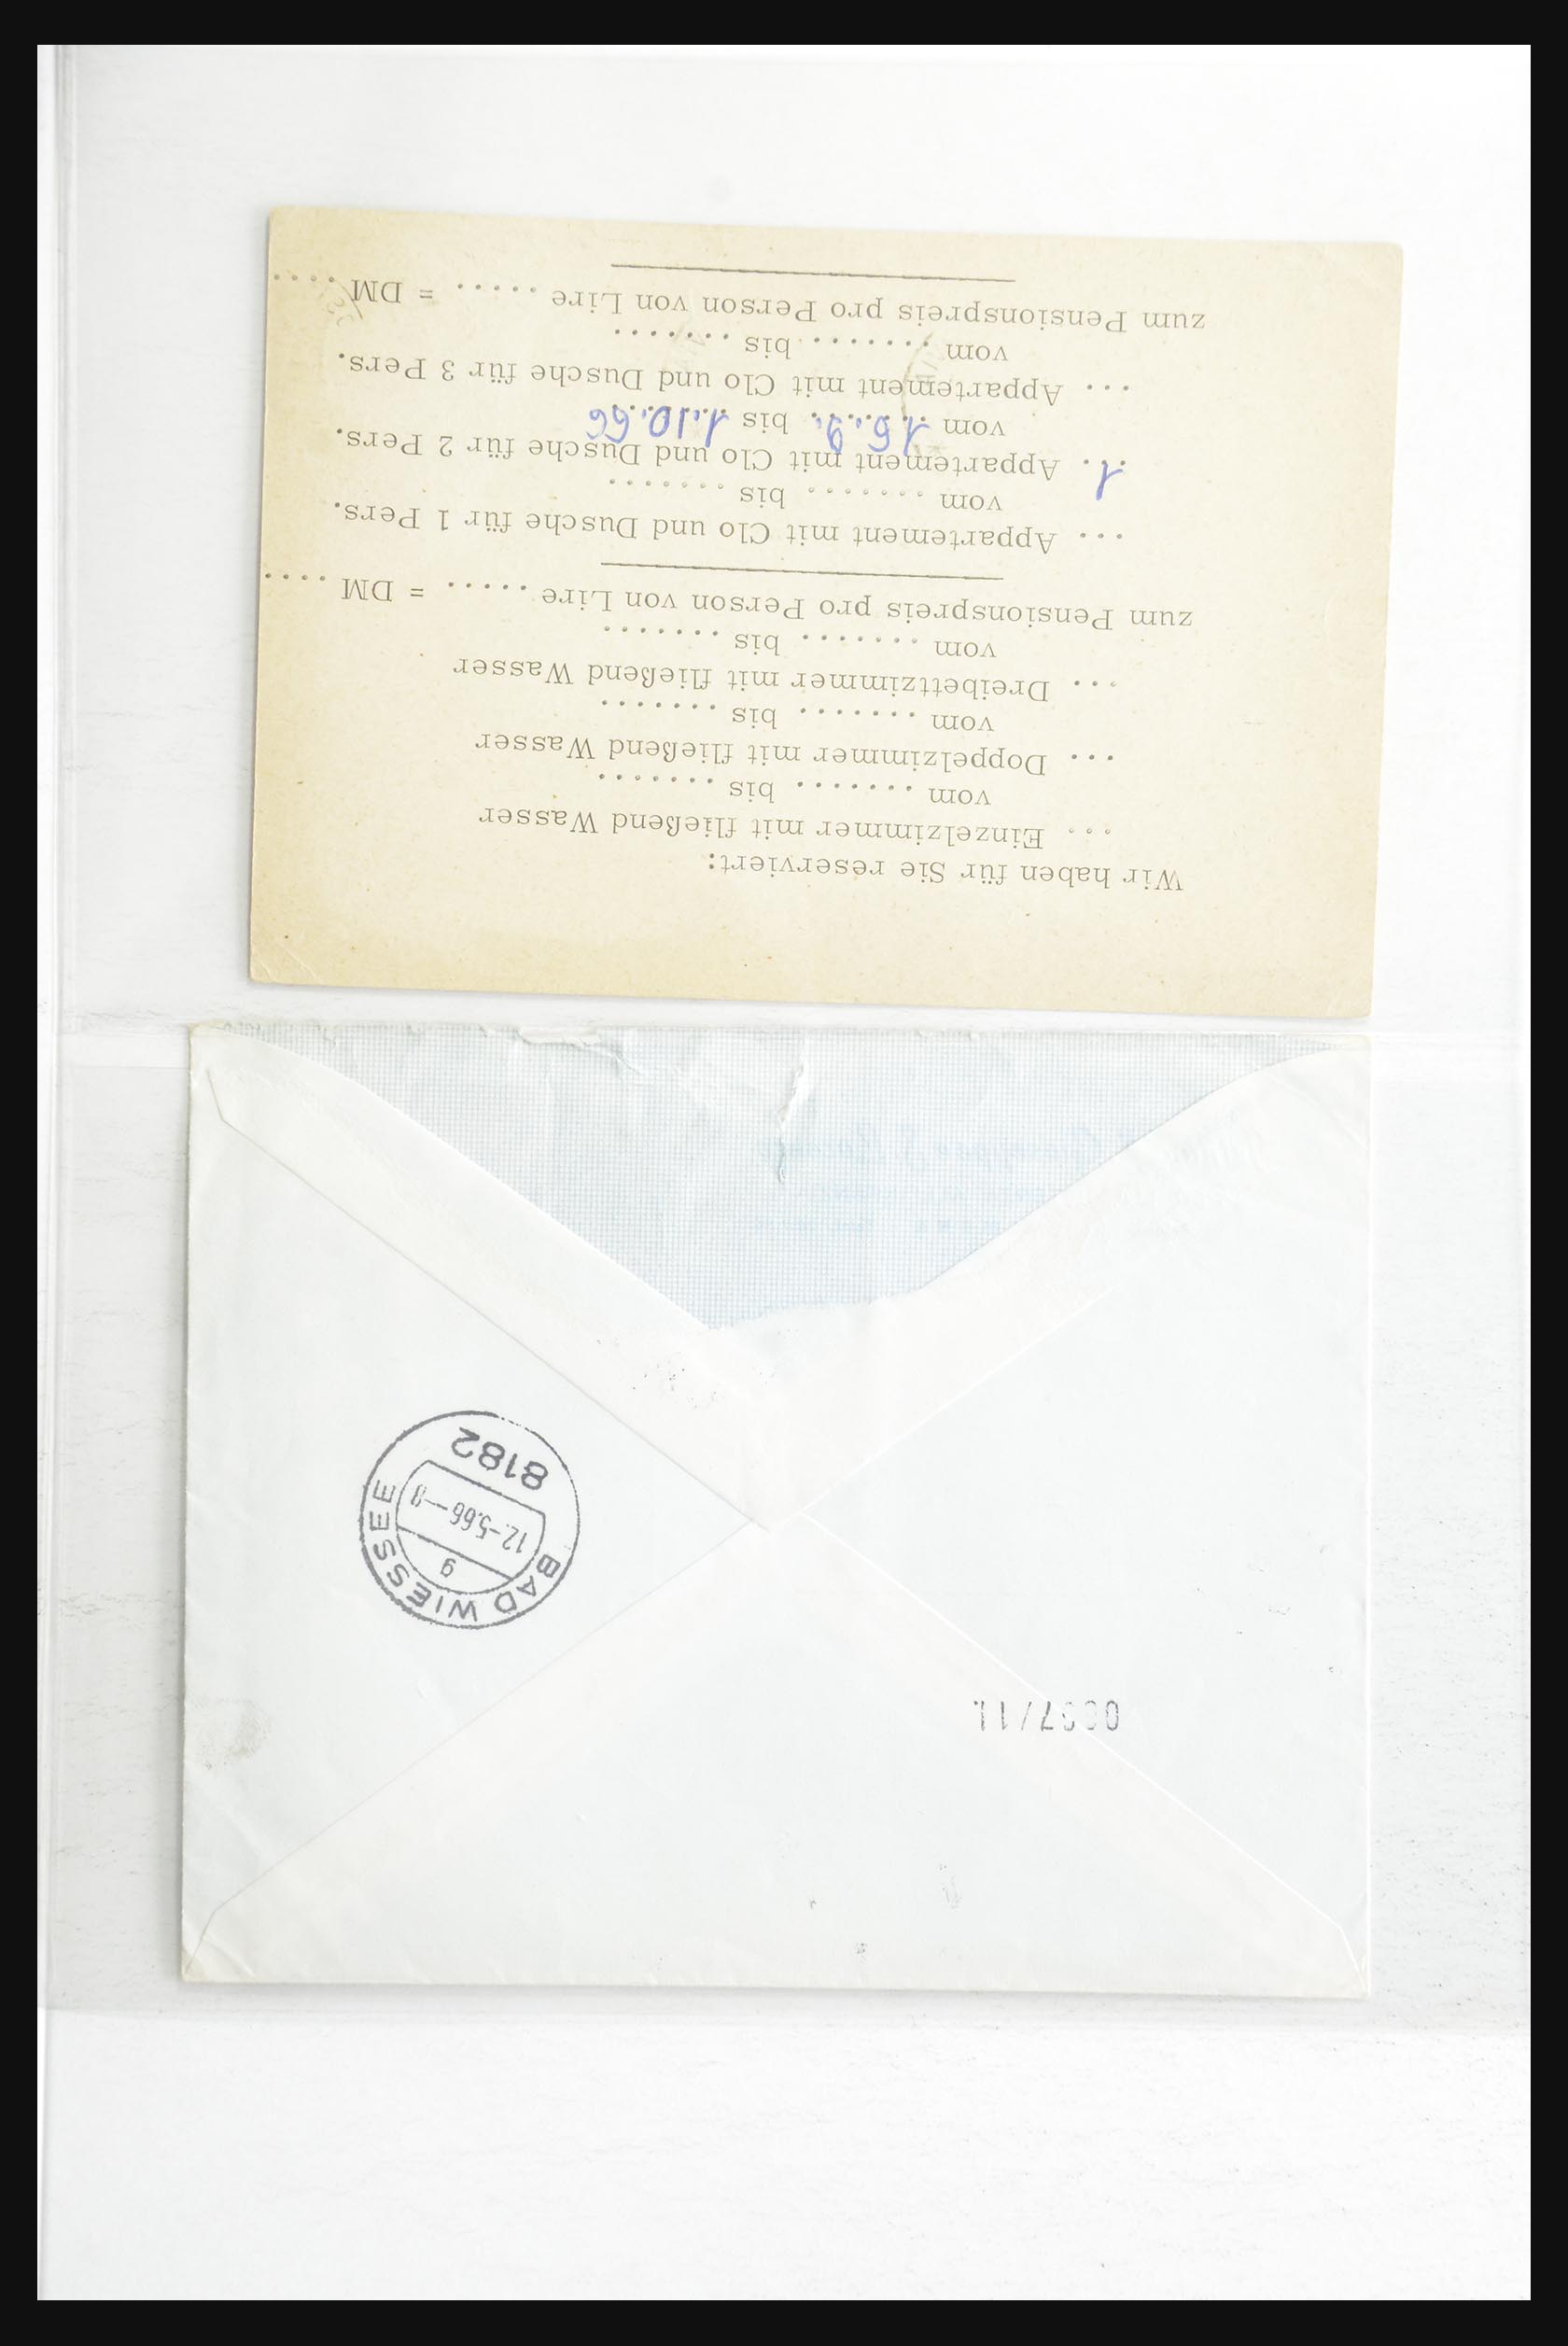 Wir haben für Sie reserviert:
... Einzelzimmer mit fließend Wasser
vom ....... bis .......
... Doppelzimmer mit fließend Wasser
vom ....... bis .......
... Dreibettzimmer mit fließend Wasser
vom ....... bis .......
zum Pensionspreis pro Person von Lire ..... = DM ....
... Appartement mit Clo und Dusche für 1 Pers.
vom ....... bis .......
.1. Appartement mit Clo und Dusche für 2 Pers.
vom 15.9. bis 1.10.66
... Appartement mit Clo und Dusche für 3 Pers.
vom ....... bis .......
zum Pensionspreis pro Person von Lire ..... = DM ....
8182
12.-5.66--8
g
BAD WIESSEE